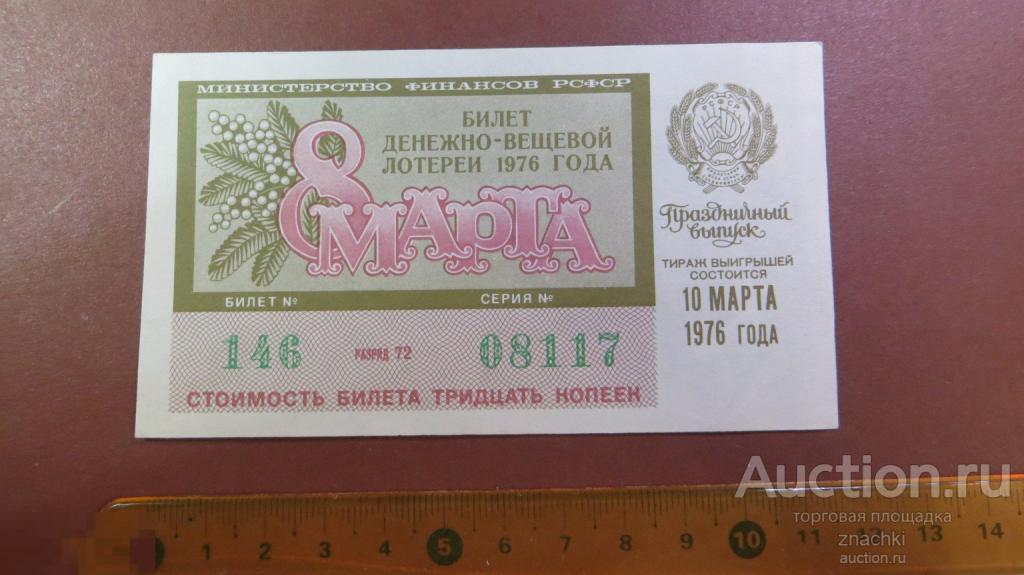 МИНИСТЕРСТВО ФИНАНСОВ РСФСР
БИЛЕТ
ДЕНЕЖНО-ВЕЩЕВОЙ
ЛОТЕРЕИ 1976 ГОДА
8
МАРТА
БИЛЕТ №
СЕРИЯ №
146
РАЗРЯД 72
08117
СТОИМОСТЬ БИЛЕТА ТРИДЦАТЬ КОПЕЕК
РСФСР
Праздничный
выпуск
ТИРАЖ ВЫИГРЫШЕЙ
СОСТОИТСЯ
10 МАРТА
1976 ГОДА
1 2 3 4 5 6 7 8 9 10 11 12 13 14
Auction.ru
торговая площадка
znachki
auction.ru